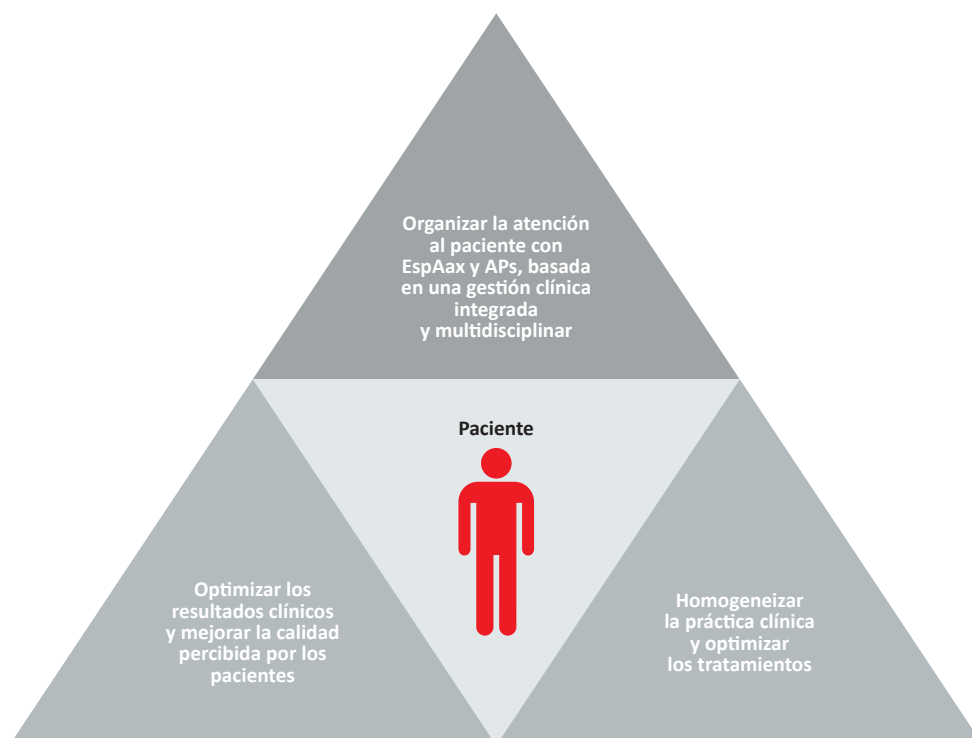 Organizar la atención
al paciente con
EspAax y APs, basada
en una gestión clínica
integrada
y multidisciplinar
Paciente
Optimizar los
resultados clínicos
y mejorar la calidad
percibida por los
pacientes
Homogeneizar
la práctica clínica
y optimizar
los tratamientos